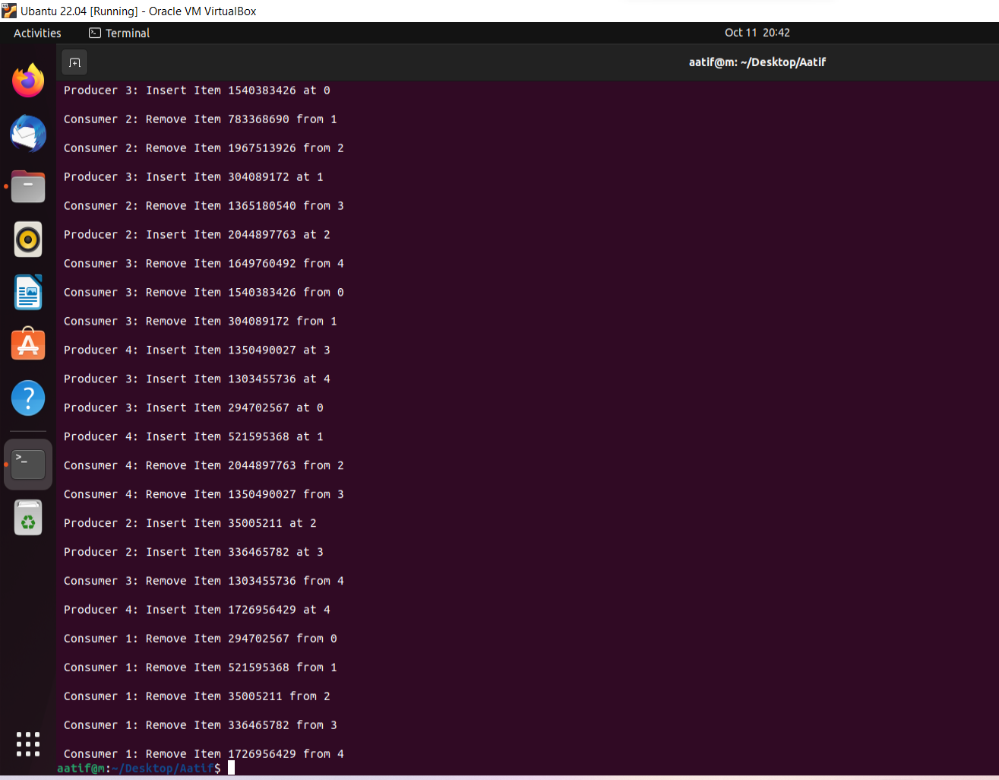 Ubantu 22.04 [Running] - Oracle VM VirtualBox
Activities Terminal Oct 11 20:42
aatif@m: ~/Desktop/Aatif
Producer 3: Insert Item 1540383426 at 0
Consumer 2: Remove Item 783368690 from 1
Consumer 2: Remove Item 1967513926 from 2
Producer 3: Insert Item 304089172 at 1
Consumer 2: Remove Item 1365180540 from 3
Producer 2: Insert Item 2044897763 at 2
Consumer 3: Remove Item 1649760492 from 4
Consumer 3: Remove Item 1540383426 from 0
Consumer 3: Remove Item 304089172 from 1
Producer 4: Insert Item 1350490027 at 3
Producer 3: Insert Item 1303455736 at 4
Producer 3: Insert Item 294702567 at 0
Producer 4: Insert Item 521595368 at 1
Consumer 4: Remove Item 2044897763 from 2
Consumer 4: Remove Item 1350490027 from 3
Producer 2: Insert Item 35005211 at 2
Producer 2: Insert Item 336465782 at 3
Consumer 3: Remove Item 1303455736 from 4
Producer 4: Insert Item 1726956429 at 4
Consumer 1: Remove Item 294702567 from 0
Consumer 1: Remove Item 521595368 from 1
Consumer 1: Remove Item 35005211 from 2
Consumer 1: Remove Item 336465782 from 3
Consumer 1: Remove Item 1726956429 from 4
aatif@m:~/Desktop/Aatif$